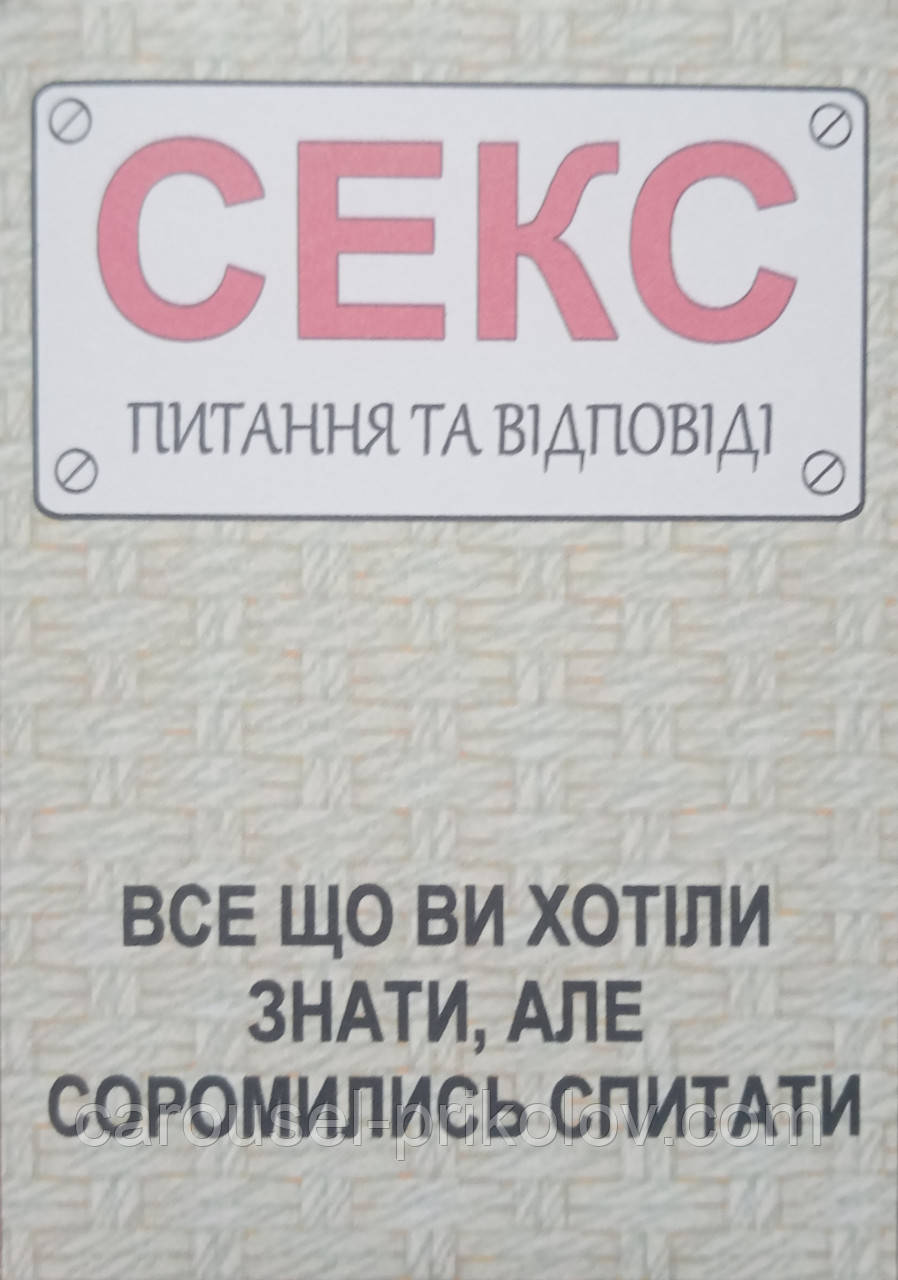 СЕКС
ПИТАННЯ ТА ВІДПОВІДІ
ВСЕ ЩО ВИ ХОТІЛИ
ЗНАТИ, АЛЕ
СОРОМИЛИСЬ СПИТАТИ
carousel-prikolov.com